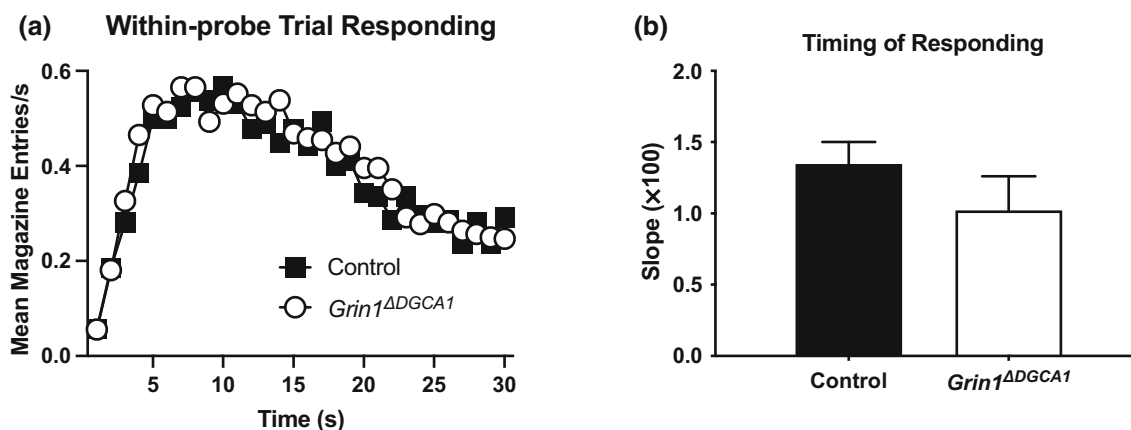 (a) Within-probe Trial Responding
Mean Magazine Entries/s
0.6
0.4
0.2
0.0
Control
Grin1ΔDGCA1
5 10 15 20 25 30
Time (s)
(b)
Timing of Responding
Slope (×100)
2.0
1.5
1.0
0.5
0.0
Control Grin1ΔDGCA1